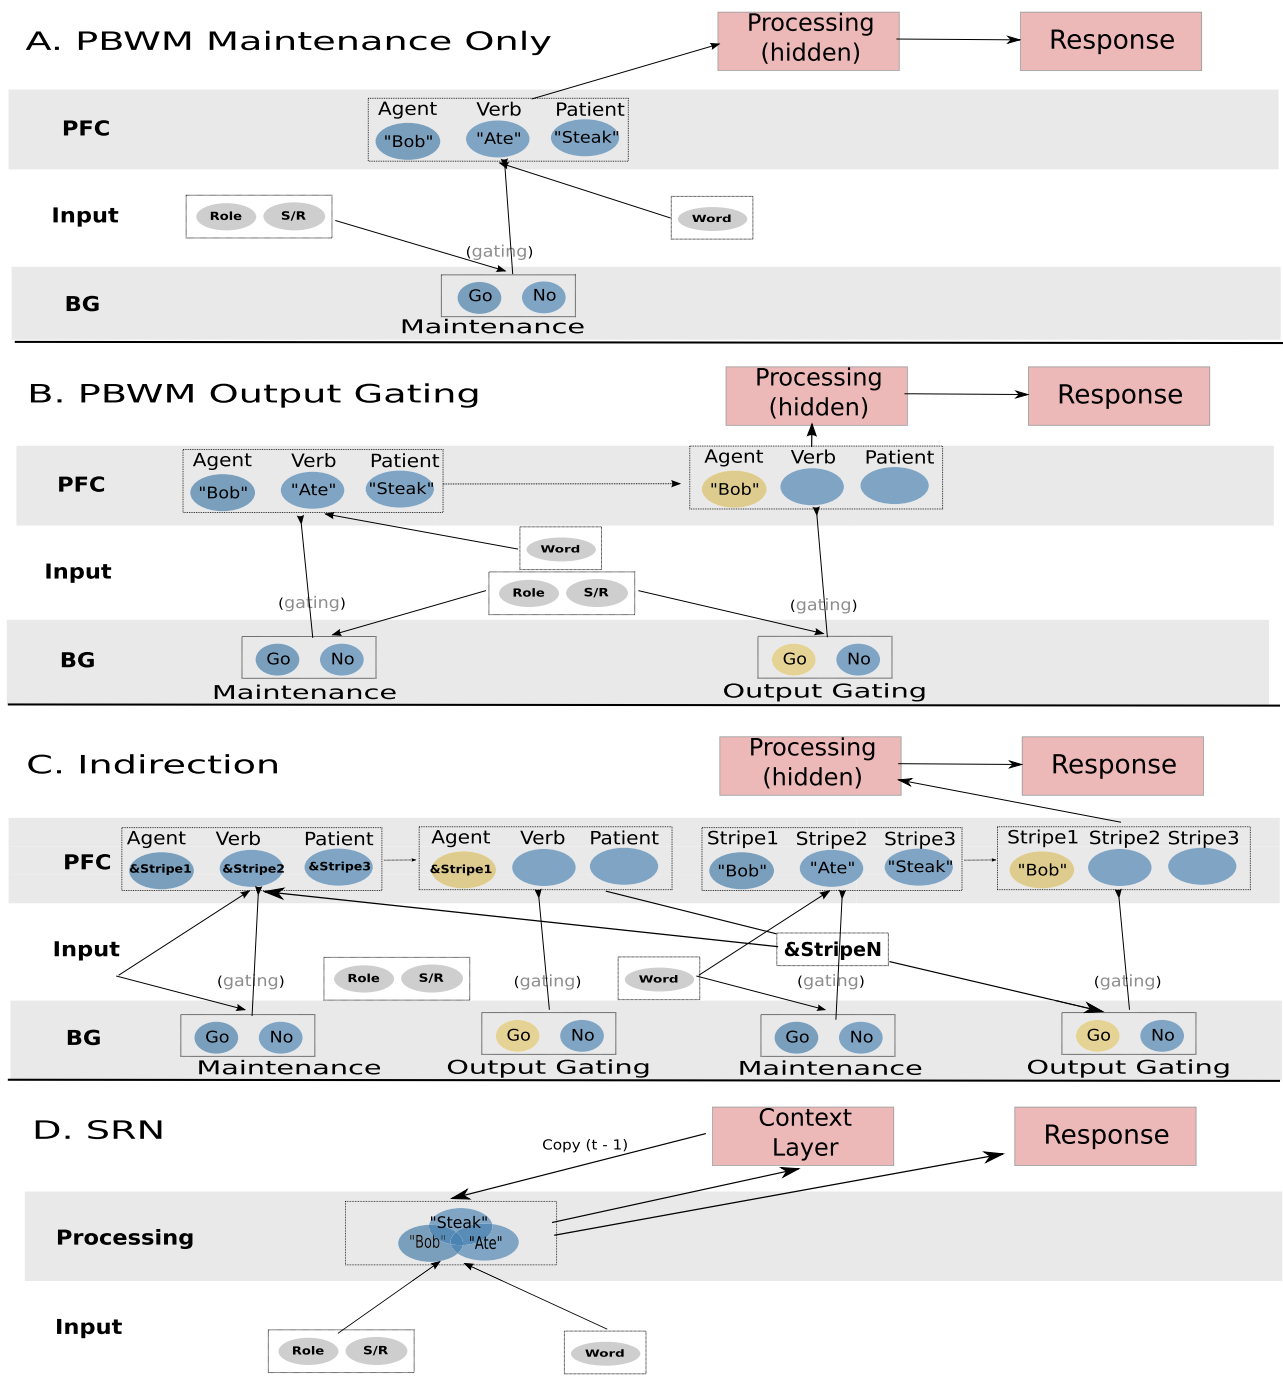 A. PBWM Maintenance Only
Processing
(hidden)
Response
PFC
Agent Verb Patient
"Bob" "Ate" "Steak"
Input
Role S/R
Word
(gating)
BG
Go No
Maintenance
B. PBWM Output Gating
Processing
(hidden)
Response
PFC
Agent Verb Patient
"Bob" "Ate" "Steak"
Agent Verb Patient
"Bob"
Input
Word
Role S/R
(gating)
(gating)
BG
Go No
Maintenance
Go No
Output Gating
C. Indirection
Processing
(hidden)
Response
PFC
Agent Verb Patient
&Stripe1 &Stripe2 &Stripe3
Agent Verb Patient
&Stripe1
Stripe1 Stripe2 Stripe3
"Bob" "Ate" "Steak"
Stripe1 Stripe2 Stripe3
"Bob"
Input
&StripeN
Role S/R
Word
(gating)
(gating)
(gating)
(gating)
BG
Go No
Maintenance
Go No
Output Gating
Go No
Maintenance
Go No
Output Gating
D. SRN
Context
Layer
Response
Copy (t - 1)
Processing
"Steak"
"Bob" "Ate"
Input
Role S/R
Word